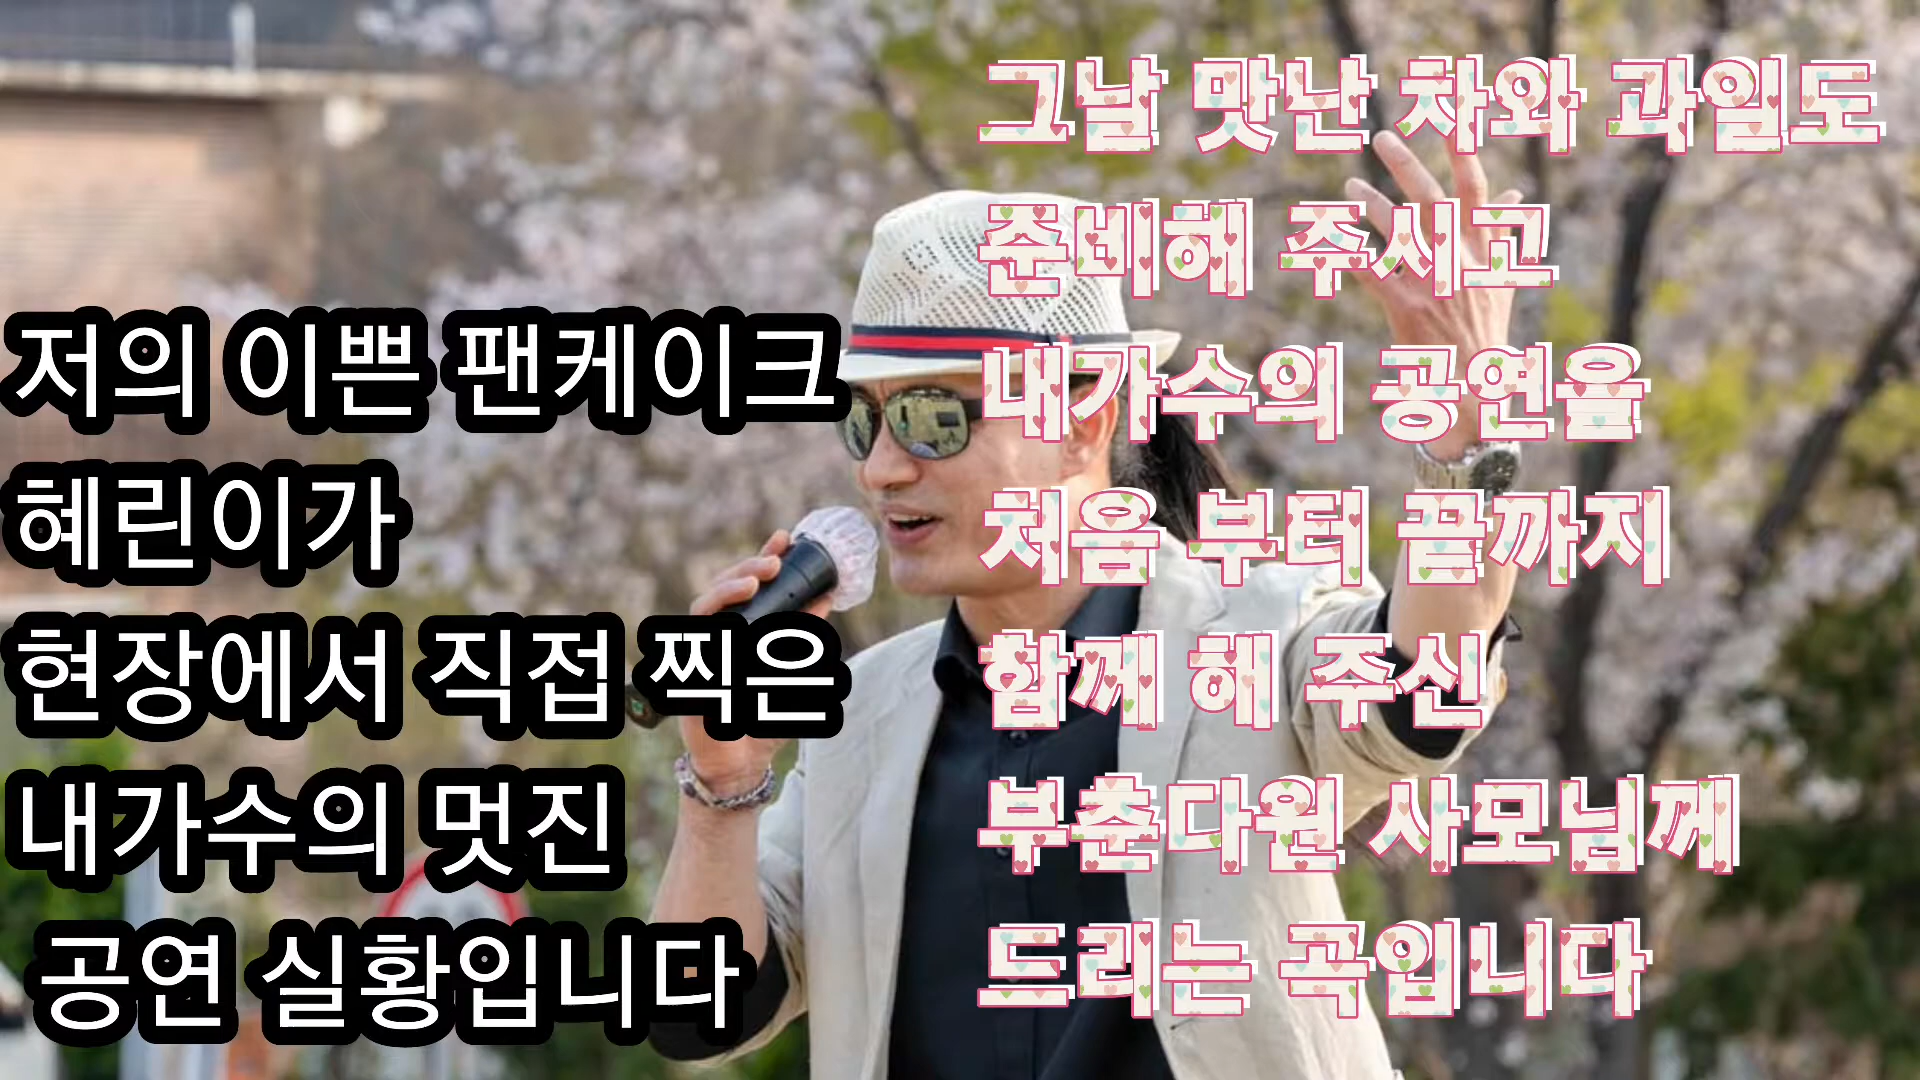 저의 이쁜 팬케이크
혜린이가
현장에서 직접 찍은
내가수의 멋진
공연 실황입니다
그날 맛난 차와 과일도
준비해 주시고
내가수의 공연을
처음 부터 끝까지
함께 해 주신
부춘다원 사모님께
드리는 곡입니다